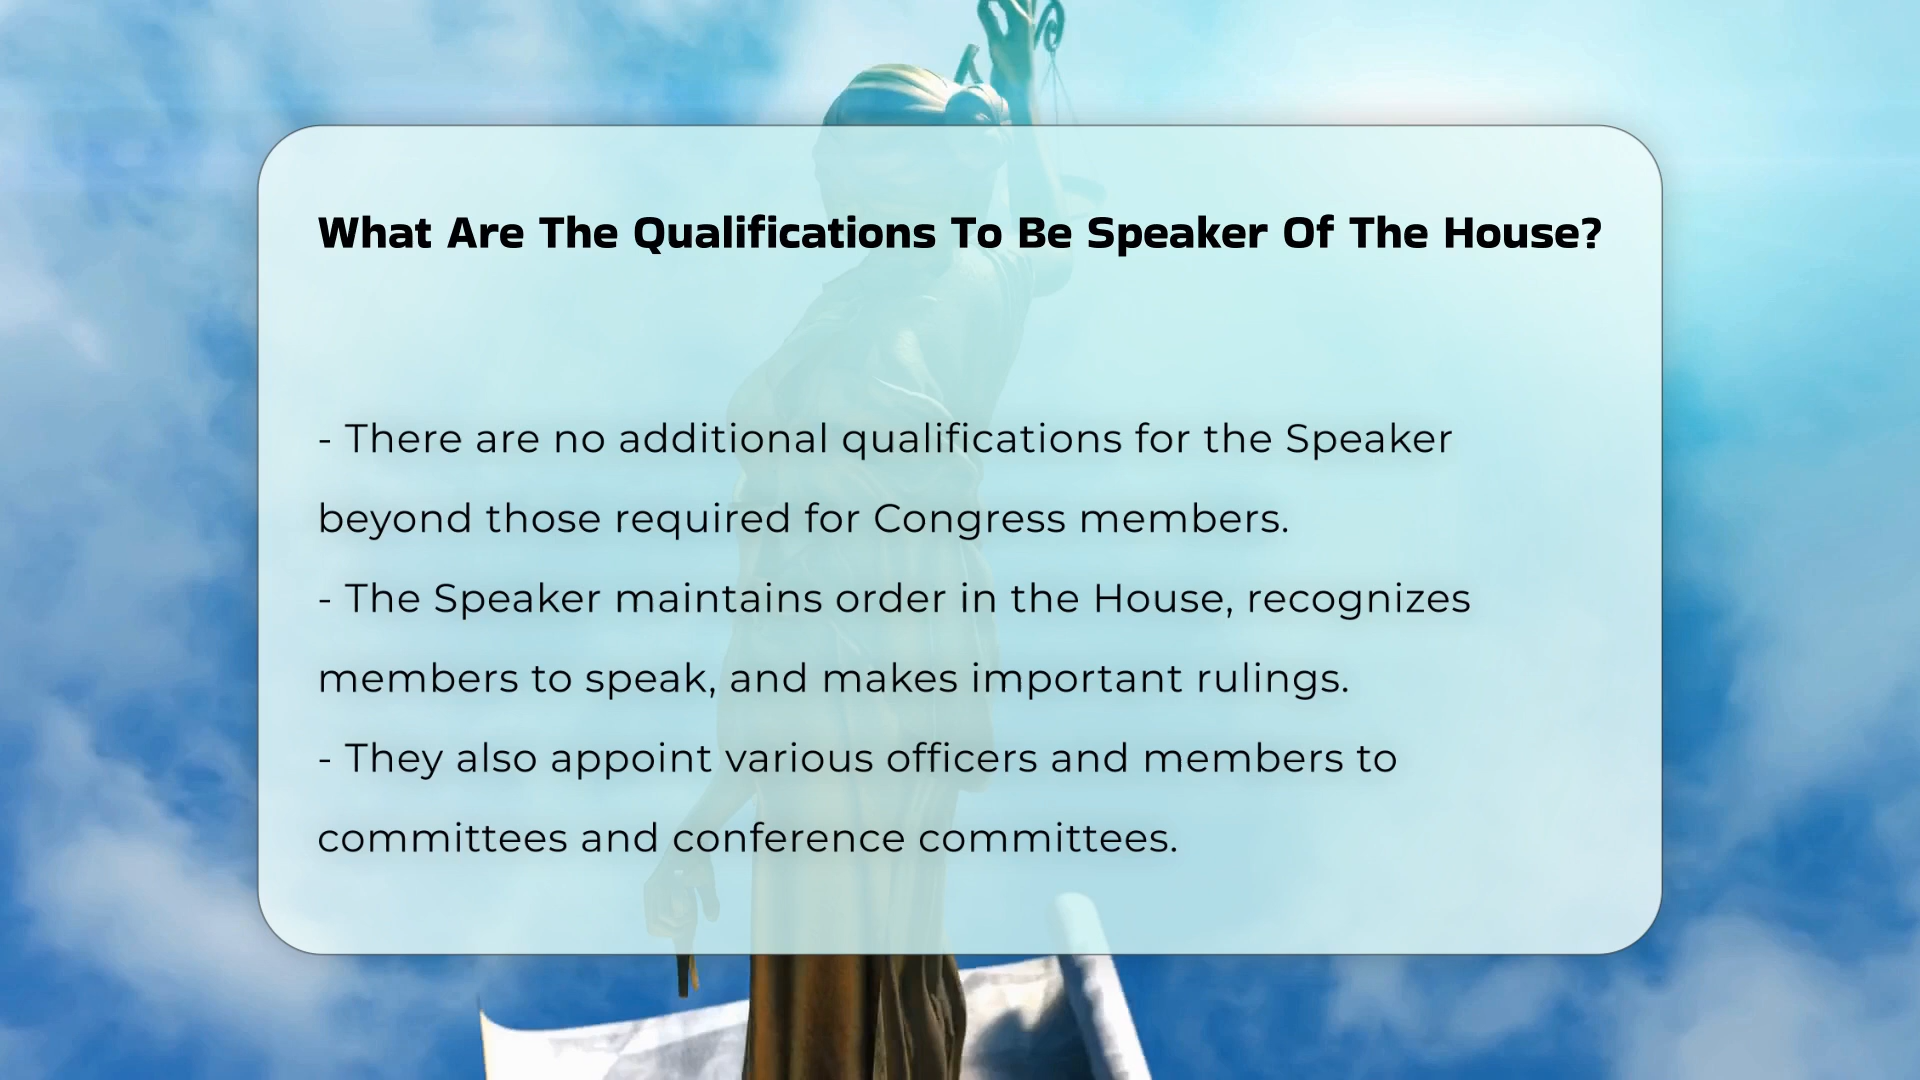 What Are The Qualifications To Be Speaker Of The House?
- There are no additional qualifications for the Speaker
beyond those required for Congress members.
- The Speaker maintains order in the House, recognizes
members to speak, and makes important rulings.
- They also appoint various officers and members to
committees and conference committees.